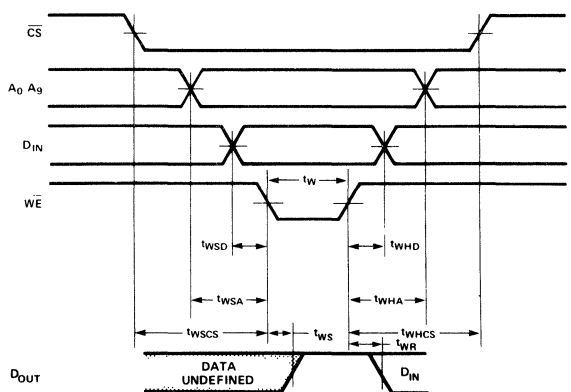 CS
A0 A9
DIN
tW
WE
tWSD tWHD
tWSA tWHA
tWSCS tWS tWHCS
tWR
DOUT DATA UNDEFINED DIN